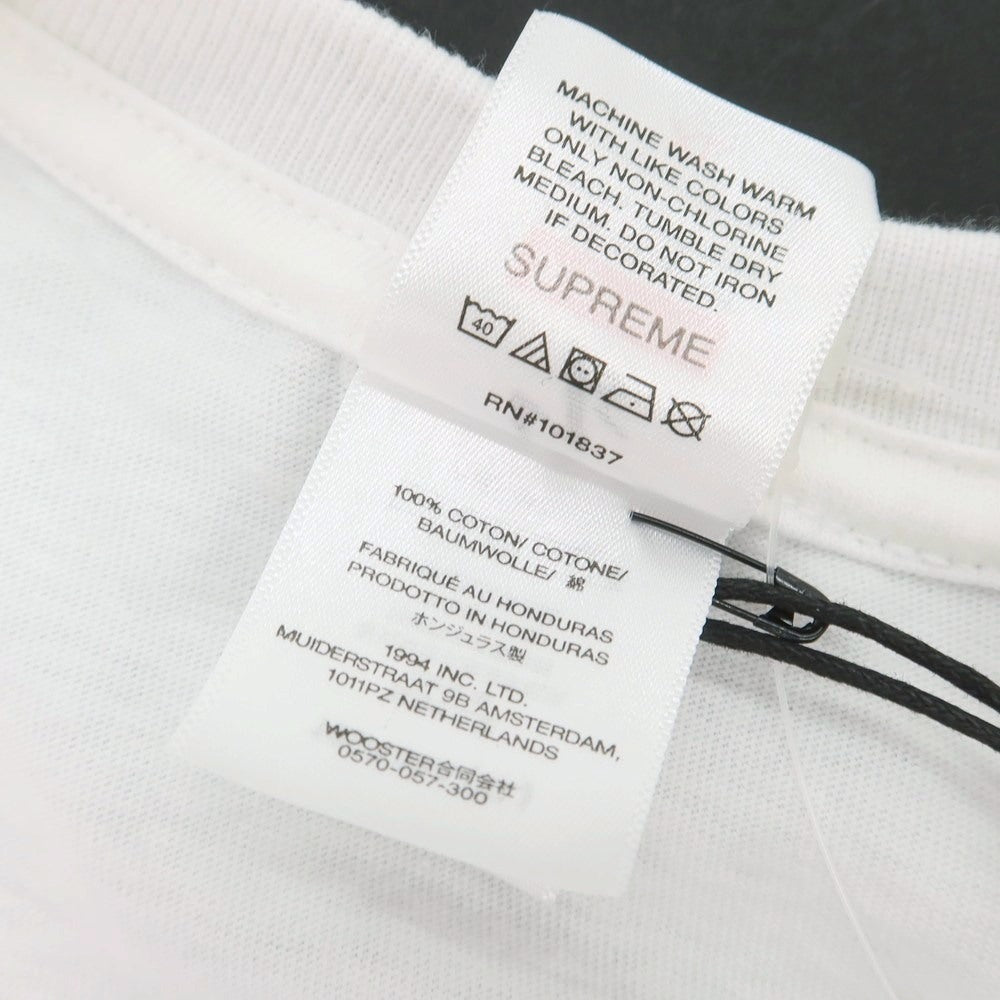 MACHINE WASH WARM
WITH LIKE COLORS
ONLY NON-CHLORINE
BLEACH. TUMBLE DRY
MEDIUM. DO NOT IRON
IF DECORATED.
SUPREME
40
RN#101837
100% COTON/ COTONE/
BAUMWOLLE/ 綿
FABRIQUÉ AU HONDURAS
PRODOTTO IN HONDURAS
ホンジュラス製
1994 INC. LTD.
MUIDERSTRAAT 9B AMSTERDAM,
1011PZ NETHERLANDS
WOOSTER合同会社
0570-057-300